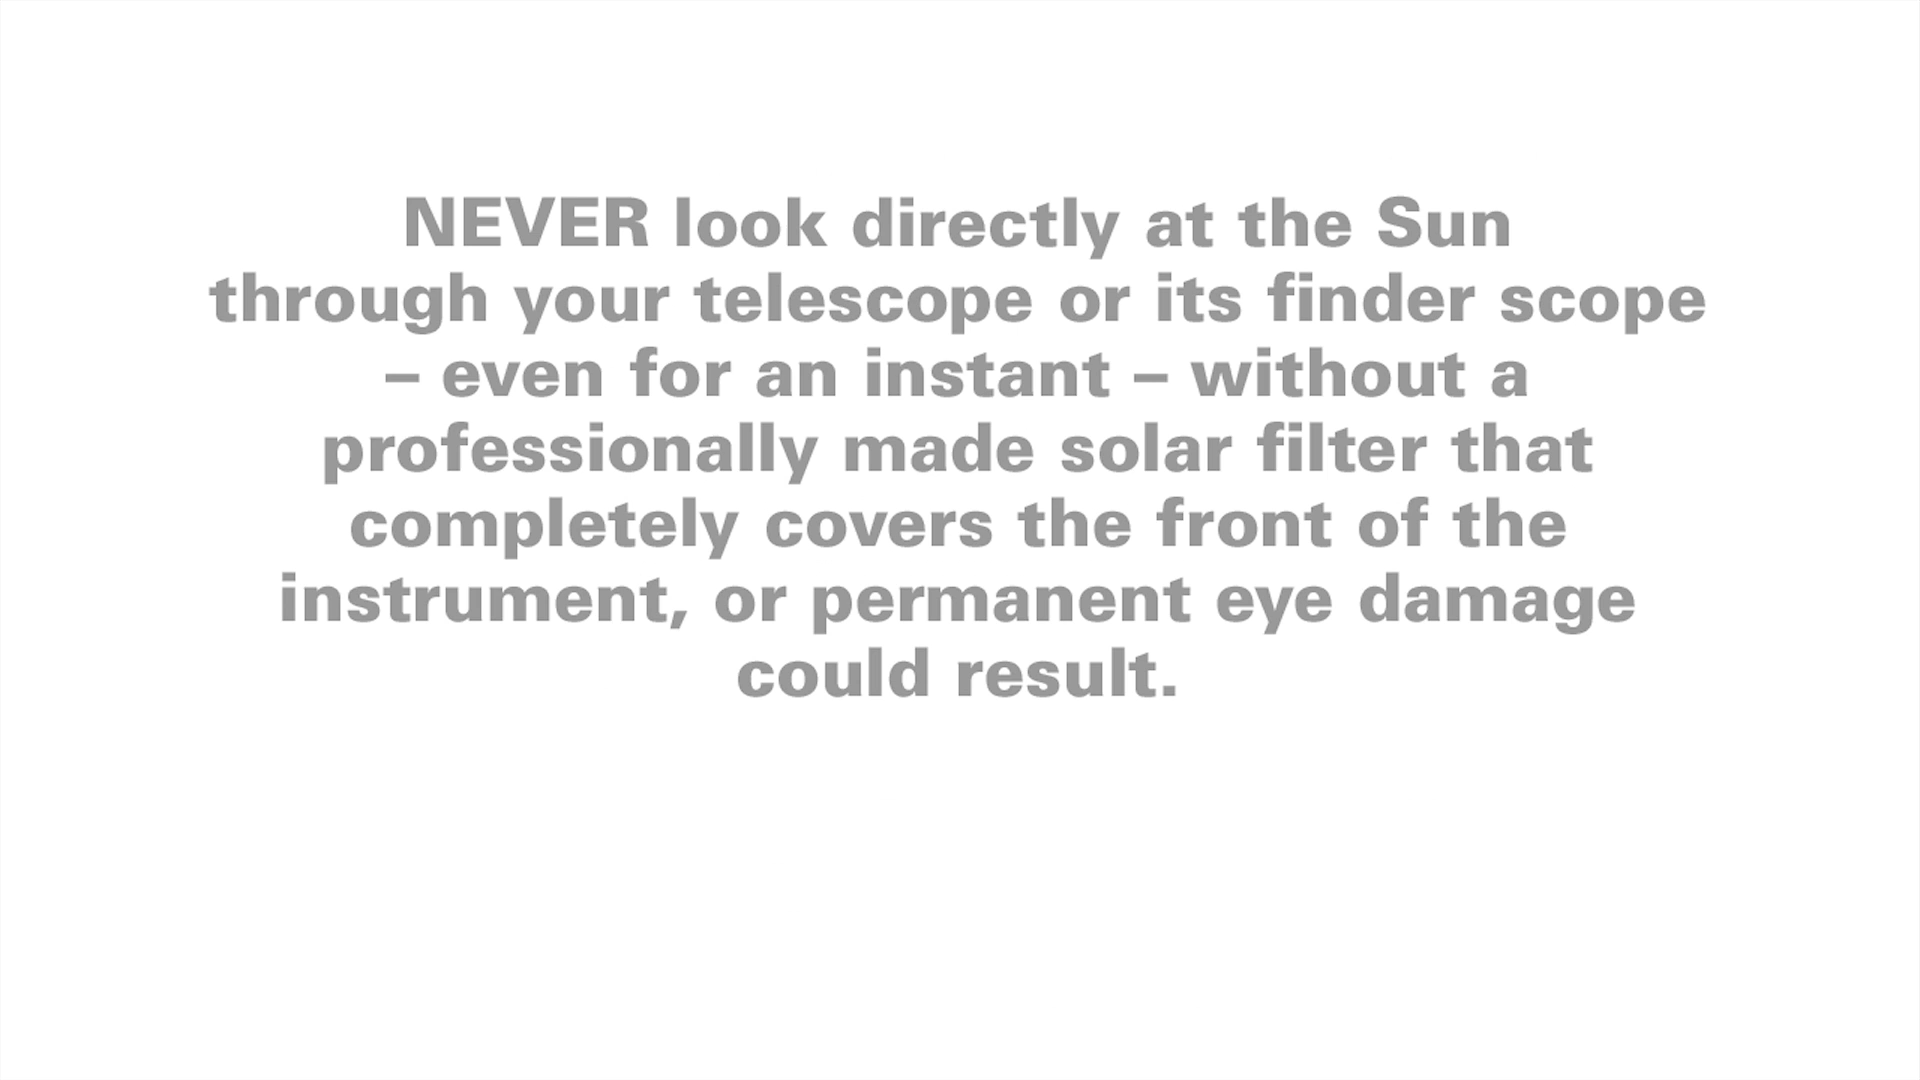 NEVER look directly at the Sun
through your telescope or its finder scope
– even for an instant – without a
professionally made solar filter that
completely covers the front of the
instrument, or permanent eye damage
could result.